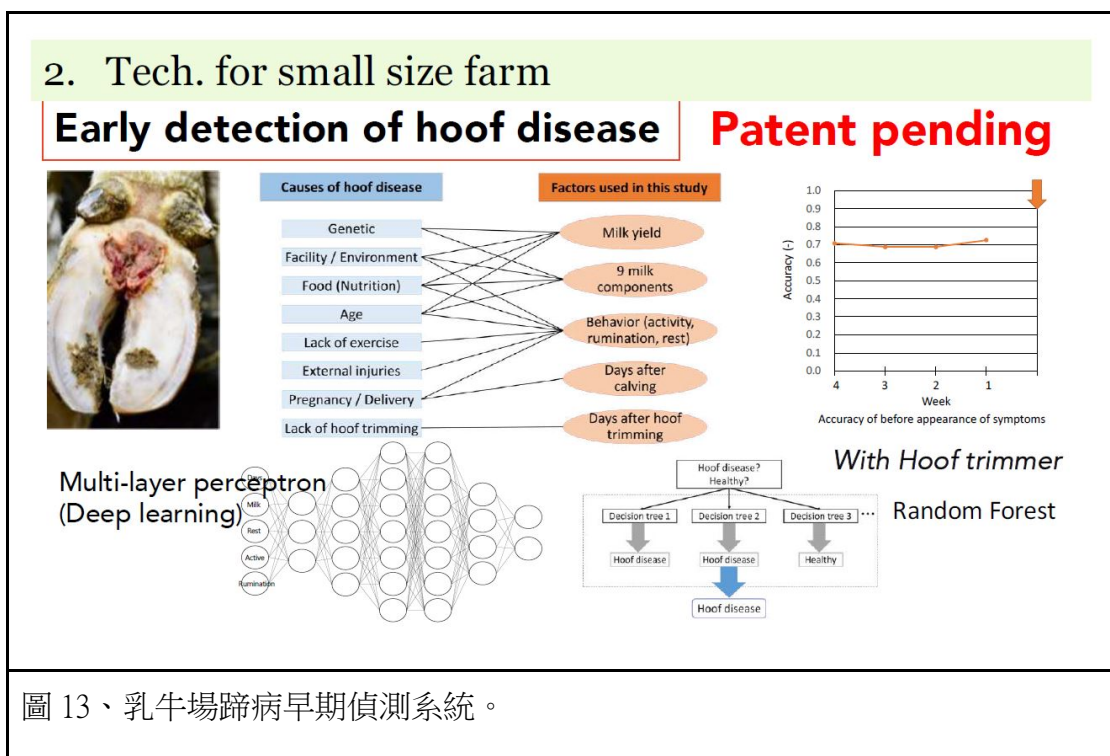 2. Tech. for small size farm
Early detection of hoof disease
Patent pending
Causes of hoof disease
Genetic
Facility / Environment
Food (Nutrition)
Age
Lack of exercise
External injuries
Pregnancy / Delivery
Lack of hoof trimming
Factors used in this study
Milk yield
9 milk
components
Behavior (activity,
rumination, rest)
Days after
calving
Days after hoof
trimming
Accuracy (-)
1.0
0.9
0.8
0.7
0.6
0.5
0.4
0.3
0.2
0.1
0.0
4 3 2 1
Week
Accuracy of before appearance of symptoms
With Hoof trimmer
Multi-layer perceptron
(Deep learning)
Milk
Rest
Active
Rumination
Hoof disease?
Healthy?
Decision tree 1 Decision tree 2 Decision tree 3 ...
Hoof disease Hoof disease Healthy
Hoof disease
Random Forest
圖 13、乳牛場蹄病早期偵測系統。